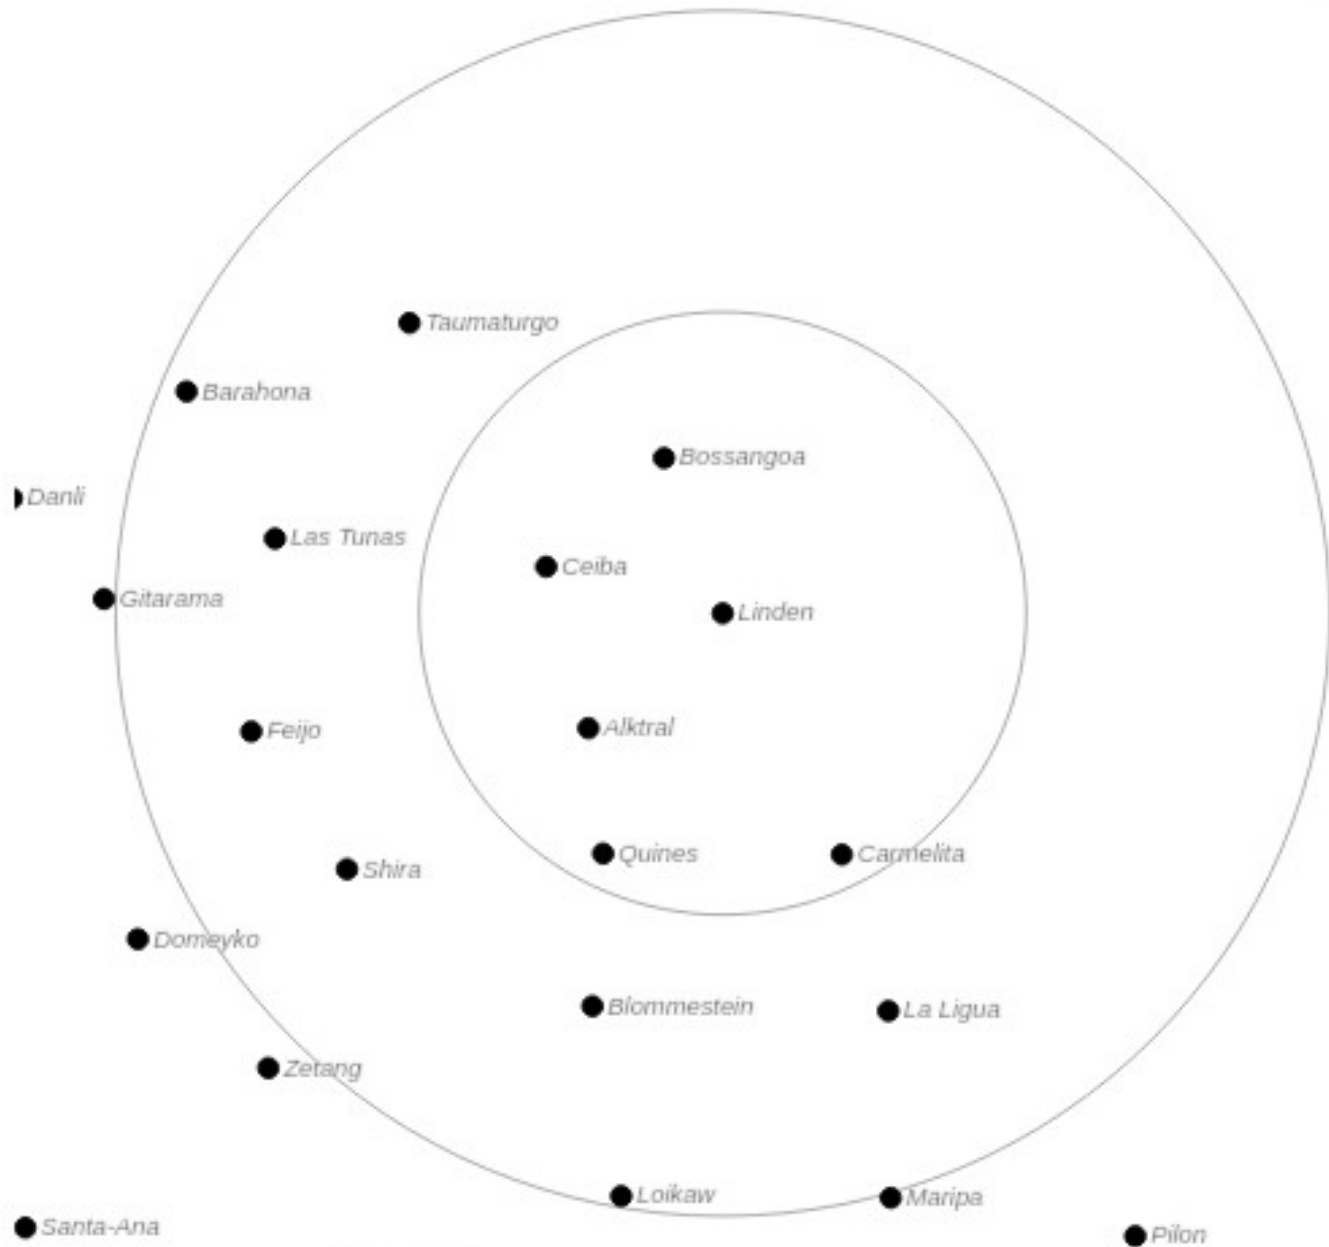 Taumaturgo
Barahona
Bossangoa
Danli
Las Tunas
Ceiba
Gitarama
Linden
Alktral
Feijo
Quines
Carmelita
Shira
Domeyko
Blommestein
La Ligua
Zetang
Loikaw
Maripa
Santa-Ana
Pilon